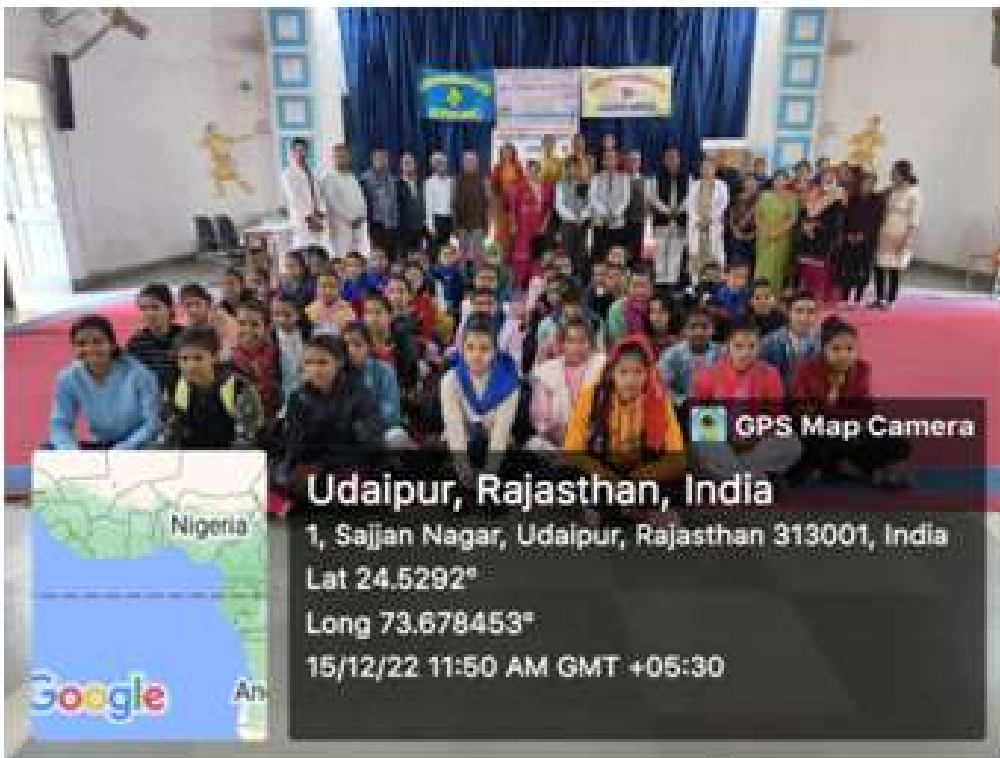 GPS Map Camera
Udaipur, Rajasthan, India
1, Sajjan Nagar, Udaipur, Rajasthan 313001, India
Lat 24.5292°
Long 73.678453°
15/12/22 11:50 AM GMT +05:30
Nigeria
Google
An